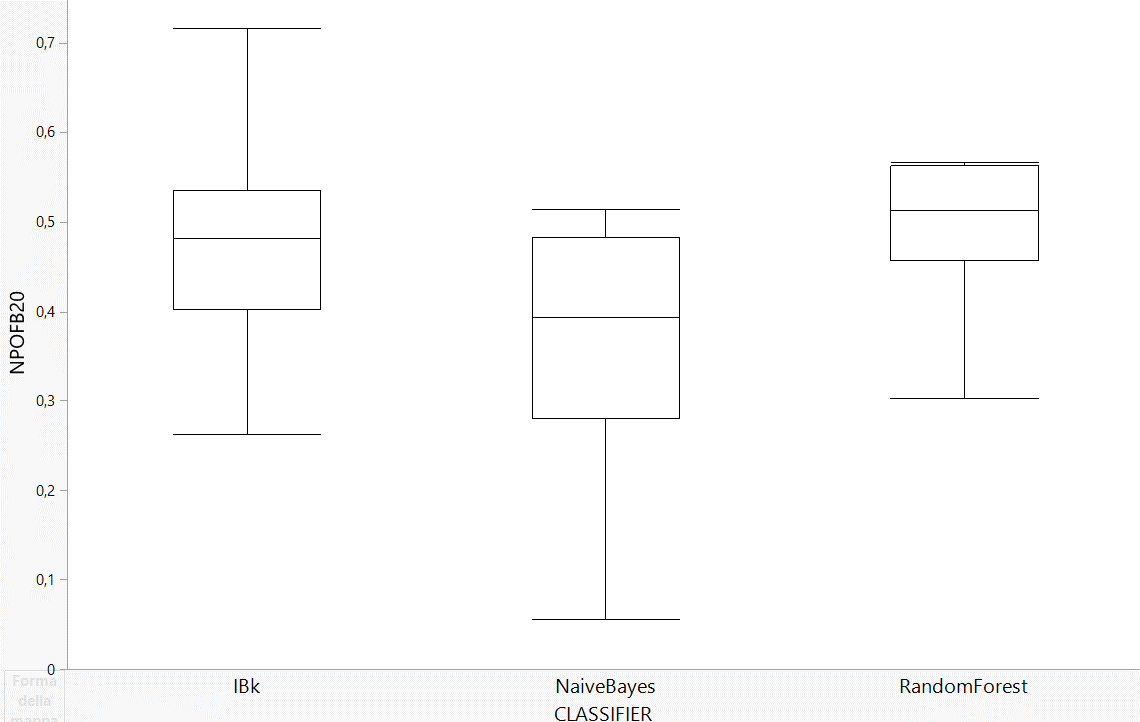 0,7
0,6
0,5
0,4
0,3
0,2
0,1
0
NPOFB20
IBk
NaiveBayes
RandomForest
CLASSIFIER
Forma
della
mappa